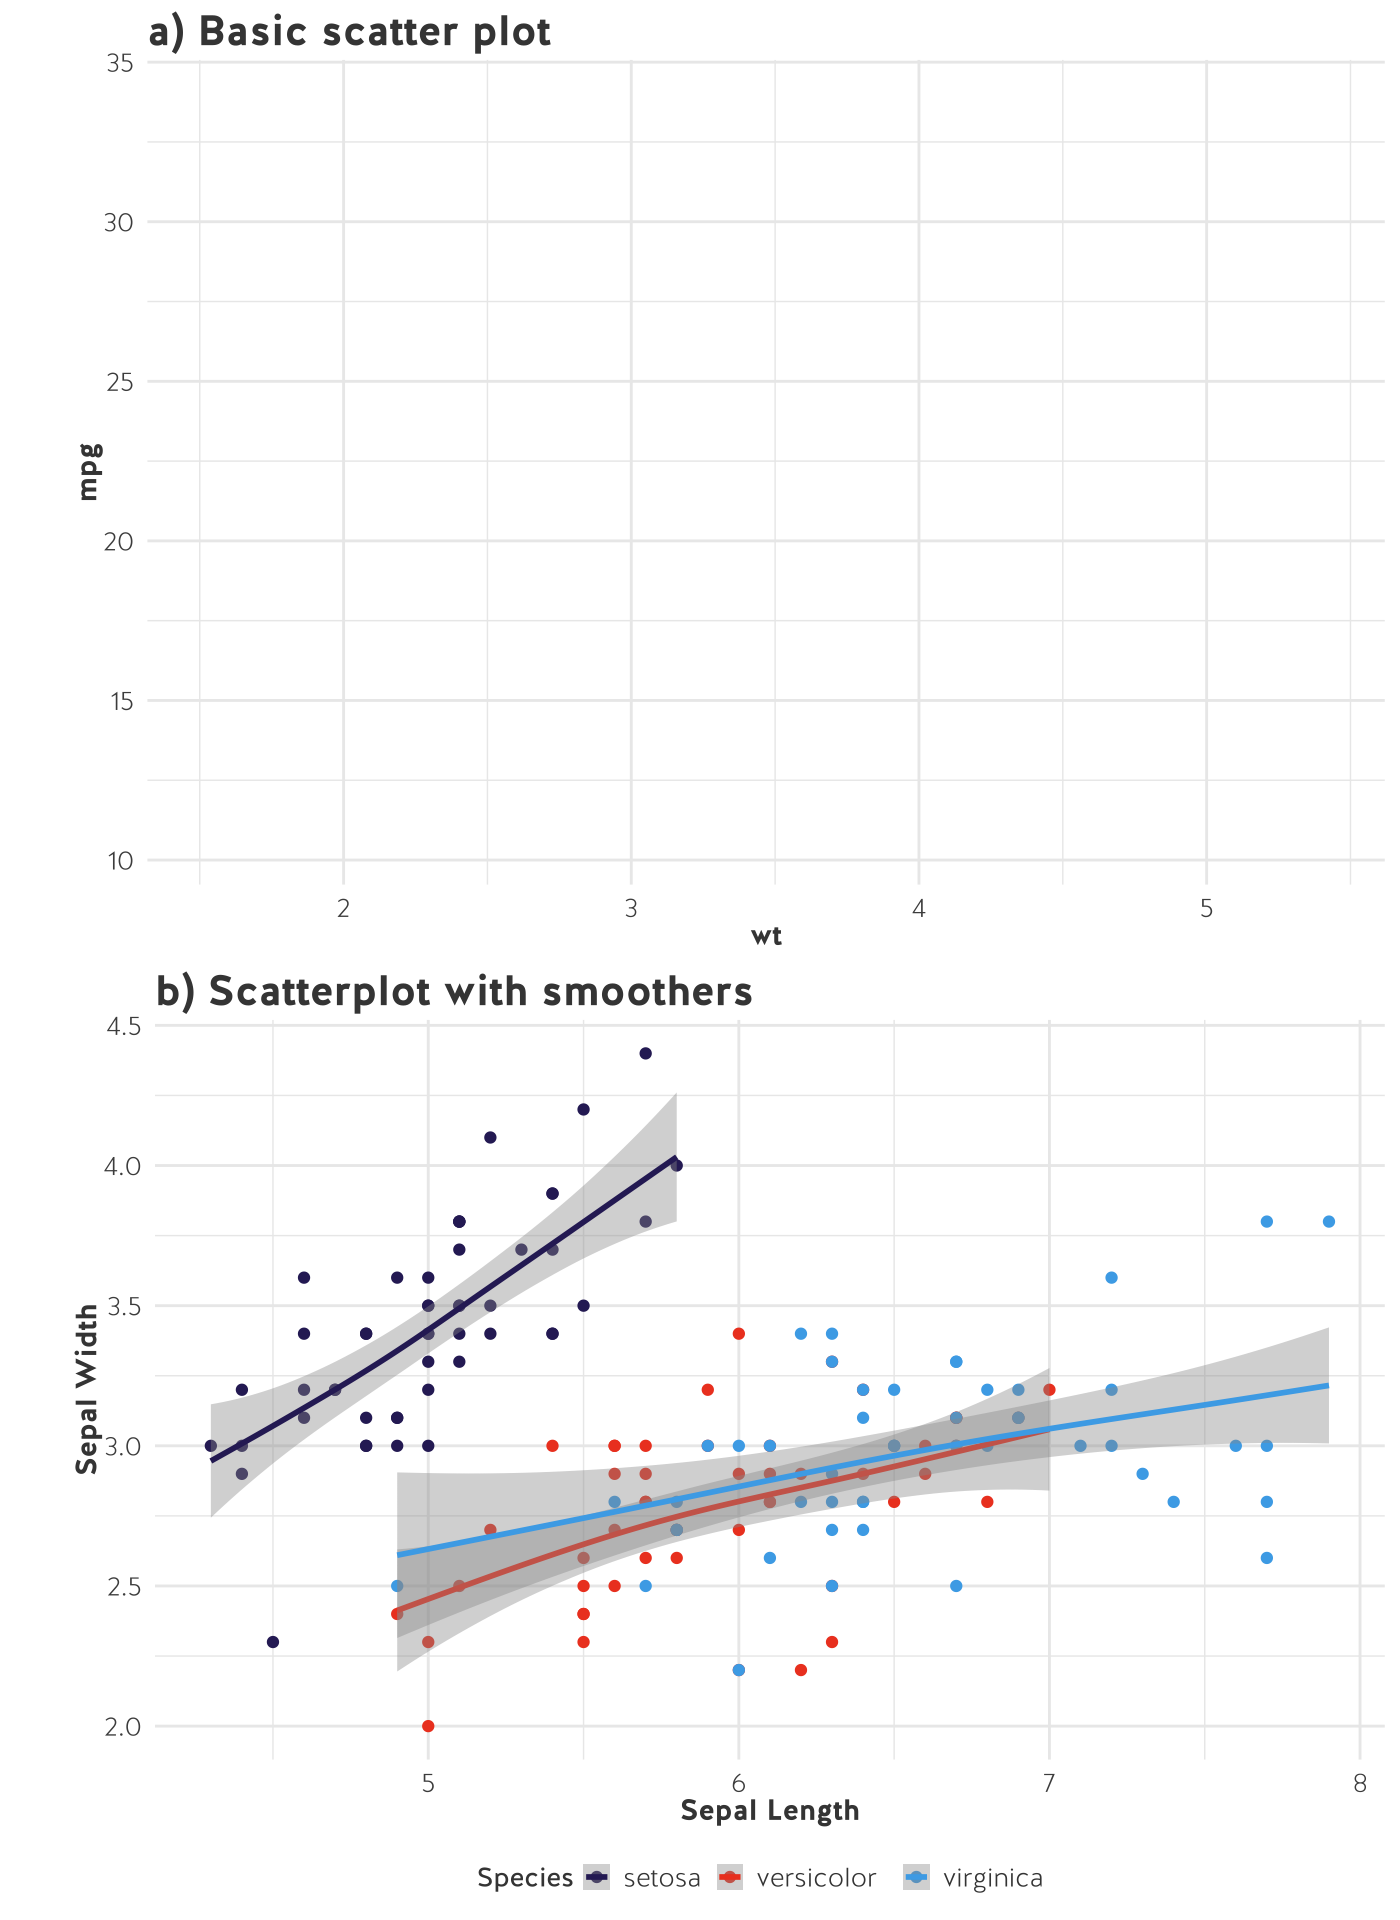 a) Basic scatter plot
35
30
25
20
15
10
mpg
2 3 4 5
wt
b) Scatterplot with smoothers
4.5
4.0
3.5
3.0
2.5
2.0
Sepal Width
5 6 7 8
Sepal Length
Species setosa versicolor virginica